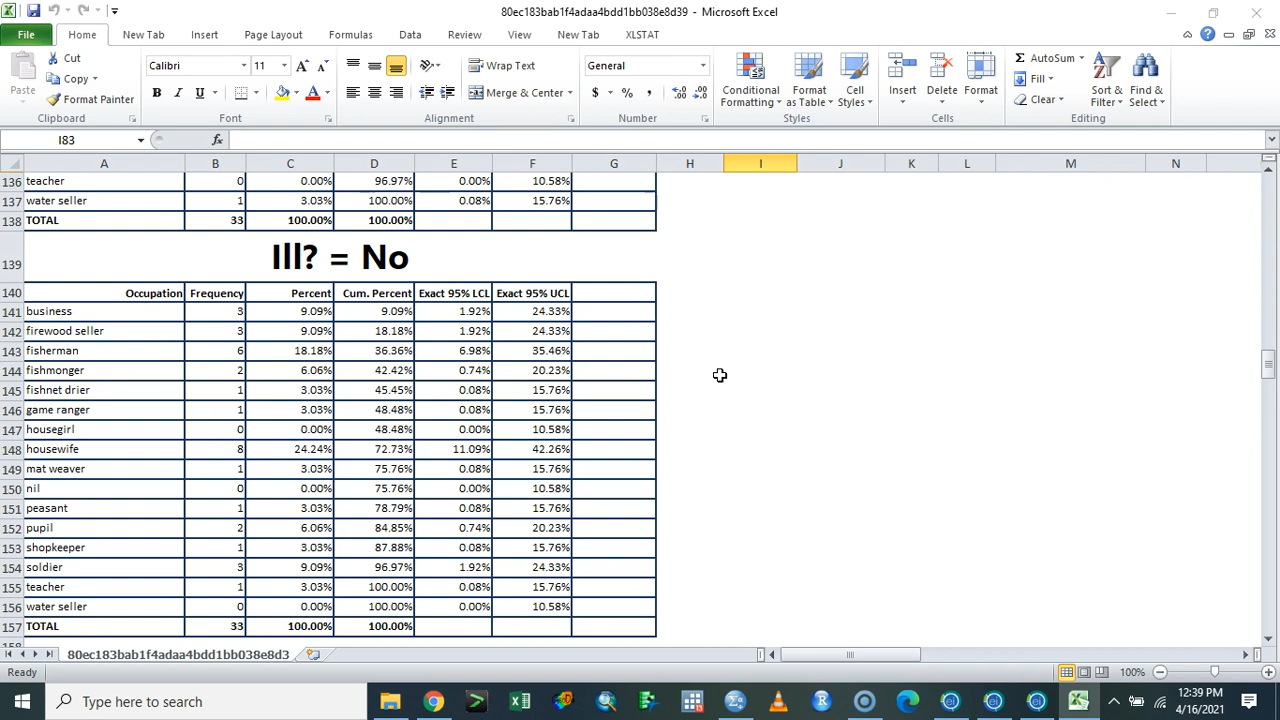 80ec183bab1f4adaa4bdd1bb038e8d39 - Microsoft Excel
File Home New Tab Insert Page Layout Formulas Data Review View New Tab XLSTAT
Paste Cut Copy Format Painter Clipboard
Calibri 11 A A B I U A Font
Wrap Text Merge & Center Alignment
General $ % , .0 .00 .00 .0 Number
Conditional Formatting Format as Table Cell Styles Styles
Insert Delete Format Cells
Σ AutoSum Fill Clear Sort & Filter Find & Select Editing
I83 fx
A B C D E F G H I J K L M N
136 teacher 0 0.00% 96.97% 0.00% 10.58%
137 water seller 1 3.03% 100.00% 0.08% 15.76%
138 TOTAL 33 100.00% 100.00%
139 Ill? = No
140 Occupation Frequency Percent Cum. Percent Exact 95% LCL Exact 95% UCL
141 business 3 9.09% 9.09% 1.92% 24.33%
142 firewood seller 3 9.09% 18.18% 1.92% 24.33%
143 fisherman 6 18.18% 36.36% 6.98% 35.46%
144 fishmonger 2 6.06% 42.42% 0.74% 20.23%
145 fishnet drier 1 3.03% 45.45% 0.08% 15.76%
146 game ranger 1 3.03% 48.48% 0.08% 15.76%
147 housegirl 0 0.00% 48.48% 0.00% 10.58%
148 housewife 8 24.24% 72.73% 11.09% 42.26%
149 mat weaver 1 3.03% 75.76% 0.08% 15.76%
150 nil 0 0.00% 75.76% 0.00% 10.58%
151 peasant 1 3.03% 78.79% 0.08% 15.76%
152 pupil 2 6.06% 84.85% 0.74% 20.23%
153 shopkeeper 1 3.03% 87.88% 0.08% 15.76%
154 soldier 3 9.09% 96.97% 1.92% 24.33%
155 teacher 1 3.03% 100.00% 0.08% 15.76%
156 water seller 0 0.00% 100.00% 0.00% 10.58%
157 TOTAL 33 100.00% 100.00%
80ec183bab1f4adaa4bdd1bb038e8d3
Ready 100%
Type here to search
12:39 PM
4/16/2021